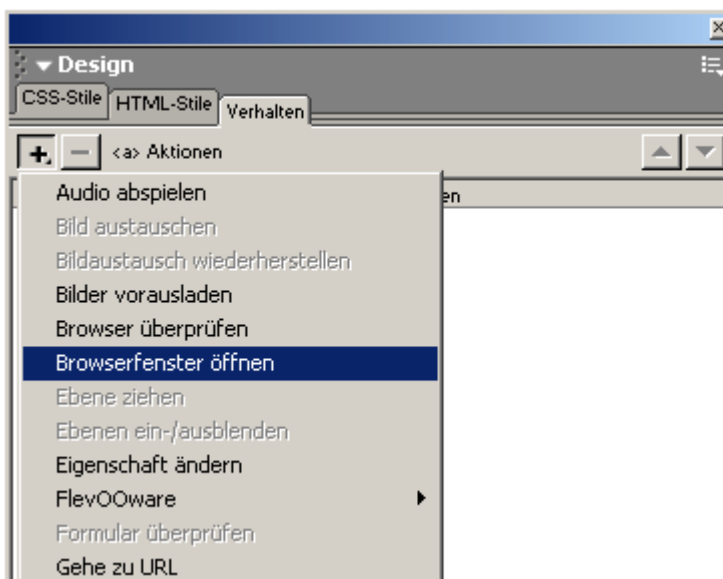 Design
CSS-Stile HTML-Stile Verhalten
<a> Aktionen
en
Audio abspielen
Bild austauschen
Bildaustausch wiederherstellen
Bilder vorausladen
Browser überprüfen
Browserfenster öffnen
Ebene ziehen
Ebenen ein-/ausblenden
Eigenschaft ändern
FlevOOware
Formular überprüfen
Gehe zu URL